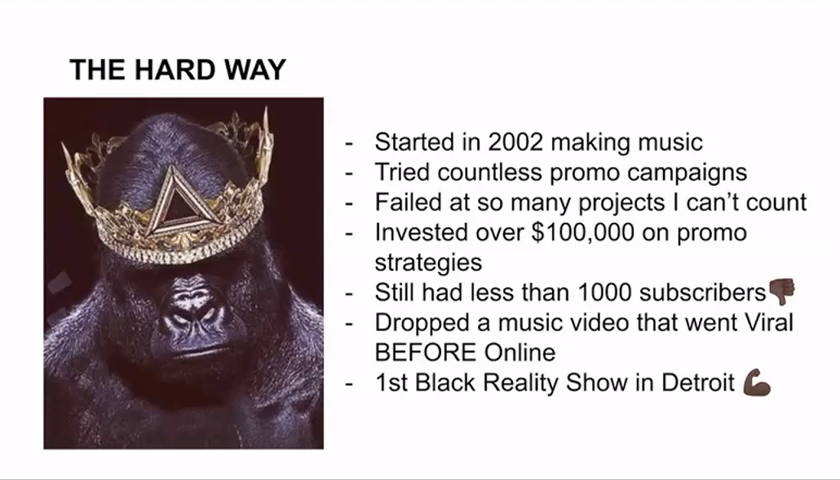 THE HARD WAY
- Started in 2002 making music
- Tried countless promo campaigns
- Failed at so many projects I can’t count
- Invested over $100,000 on promo
strategies
- Still had less than 1000 subscribers👎🏿
- Dropped a music video that went Viral
BEFORE Online
- 1st Black Reality Show in Detroit 💪🏿